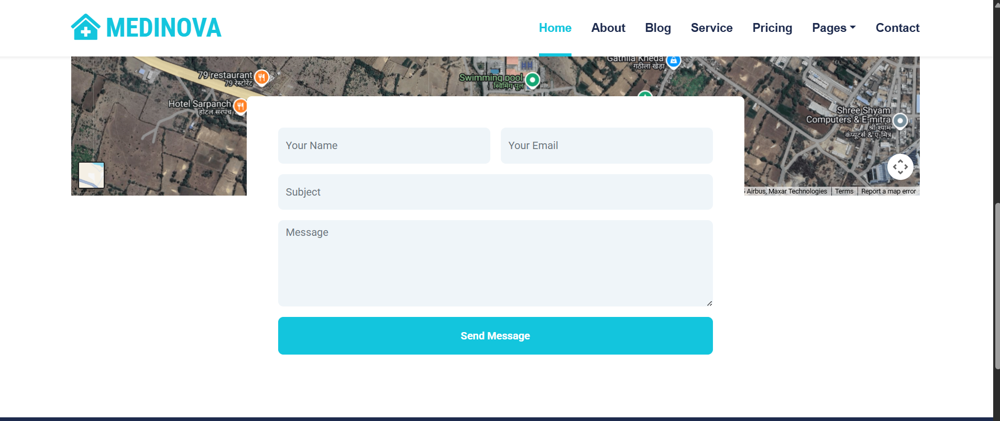 MEDINOVA
Home About Blog Service Pricing Pages Contact
79 restaurant
79 रेस्टोरेंट
Hotel Sarpanch
होटल सरपंच
Swimming pool
स्विमिंग पूल
Gathila Kheda
गठीला खेड़ा
Shree Shyam
Computers & E-mitra
श्री श्याम
कंप्यूटर्स & ए-मित्र
Airbus, Maxar Technologies Terms Report a map error
Your Name Your Email
Subject
Message
Send Message